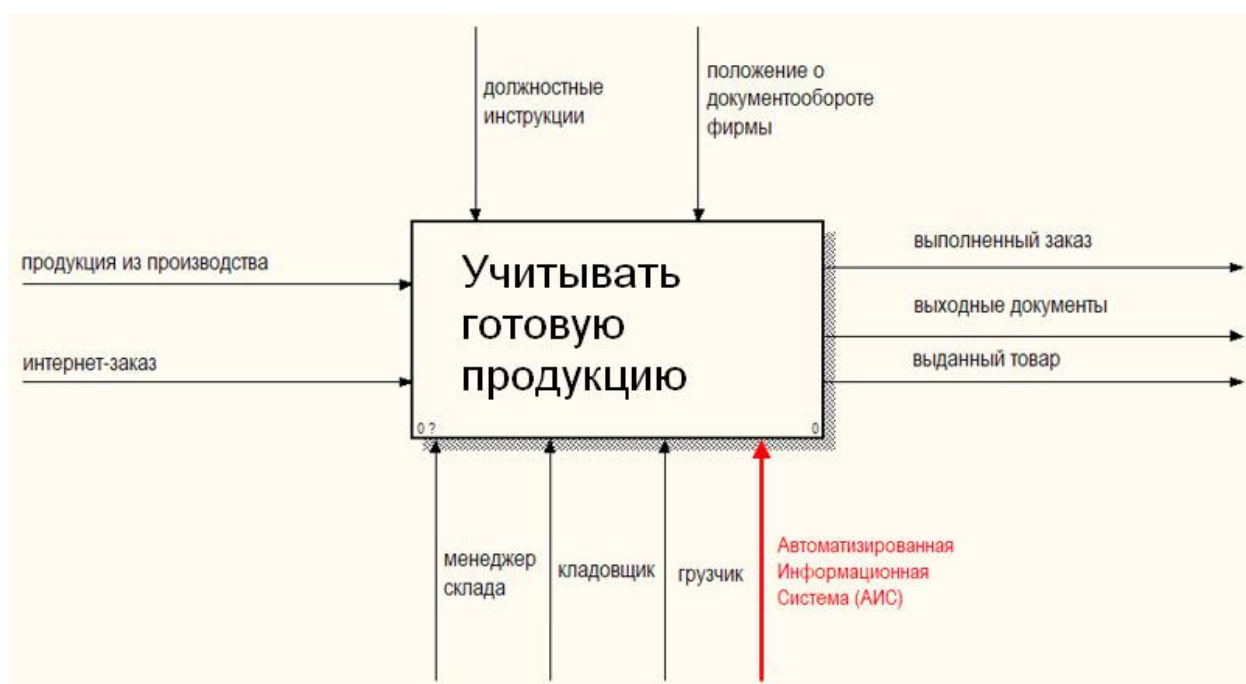 должностные
инструкции
положение о
документообороте
фирмы
продукция из производства
интернет-заказ
Учитывать
готовую
продукцию
0 ?
0
выполненный заказ
выходные документы
выданный товар
менеджер
склада
кладовщик
грузчик
Автоматизированная
Информационная
Система (АИС)